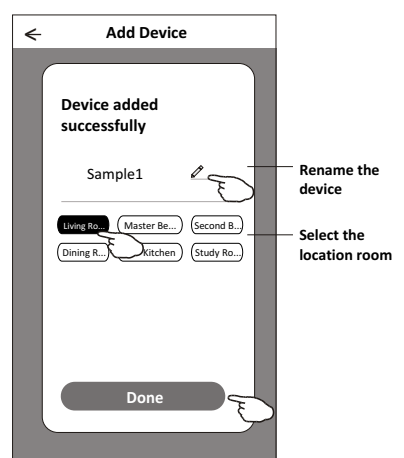 Add Device
Device added
successfully
Sample1
Rename the
device
Living Ro...
Master Be...
Second B...
Select the
location room
Dining R...
Kitchen
Study Ro...
Done